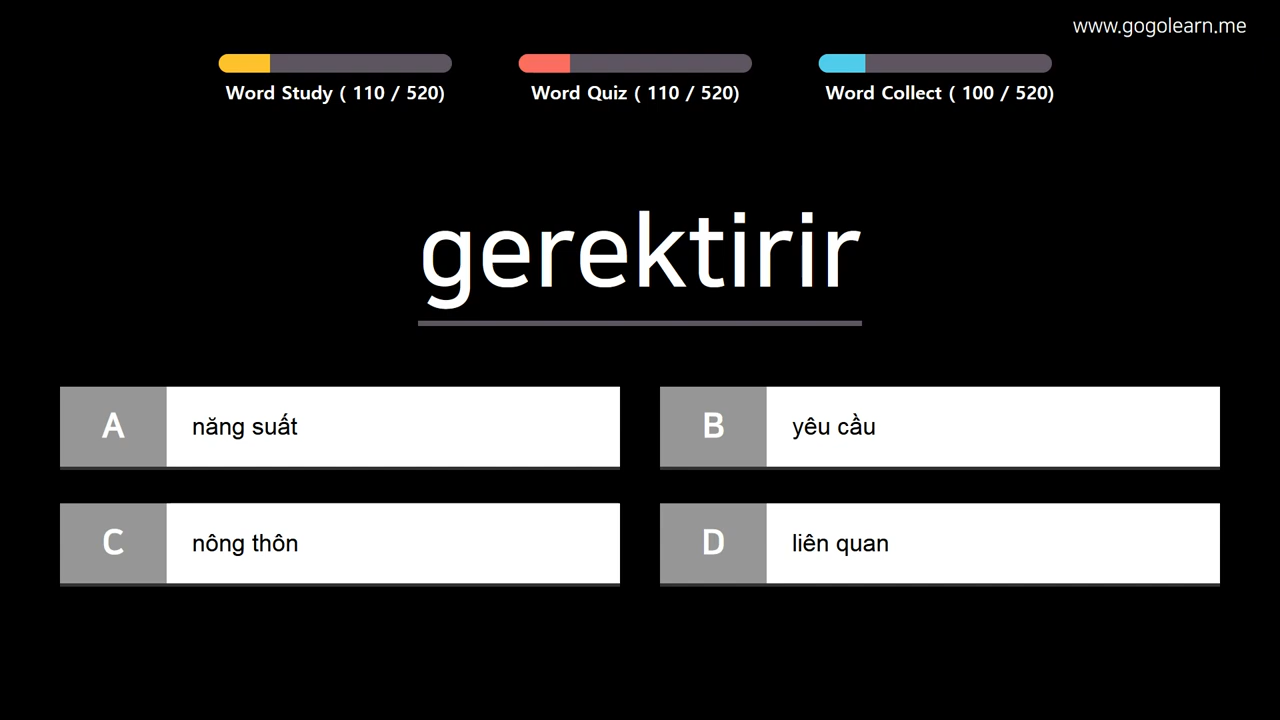 www.gogolearn.me
Word Study ( 110 / 520)
Word Quiz ( 110 / 520)
Word Collect ( 100 / 520)
gerektirir
A năng suất
B yêu cầu
C nông thôn
D liên quan